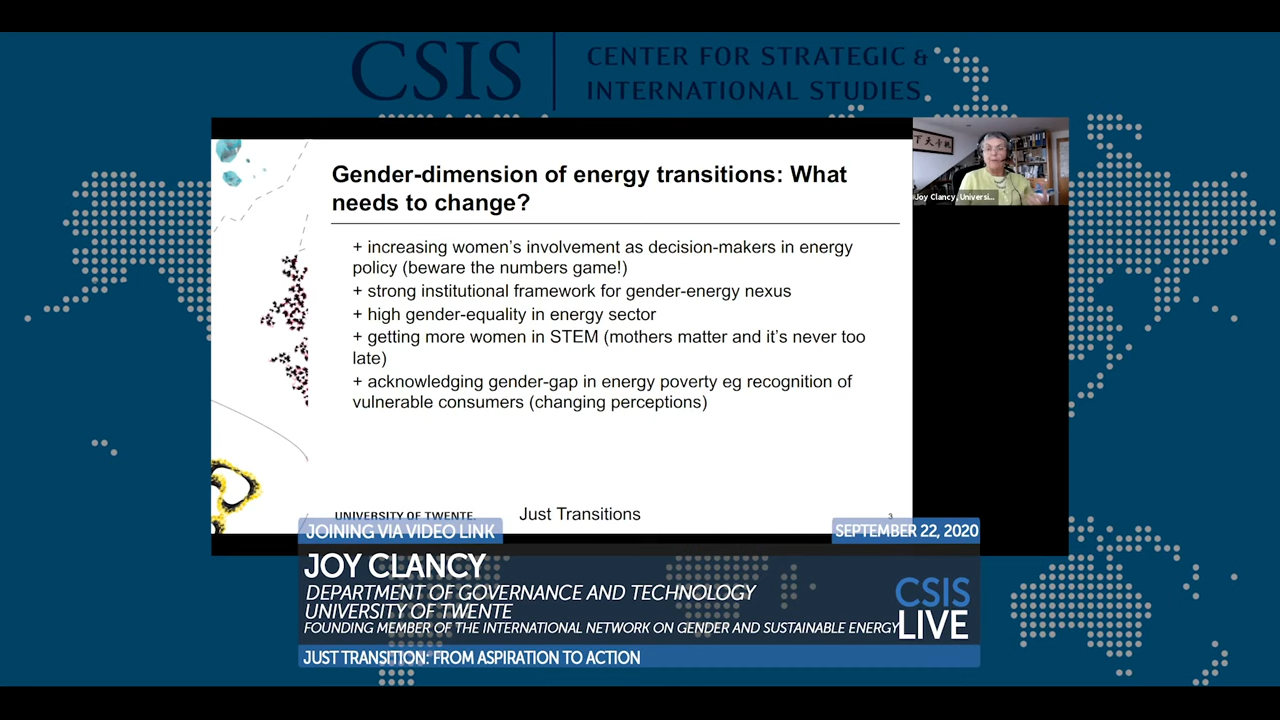 CSIS
CENTER FOR STRATEGIC &
INTERNATIONAL STUDIES
Gender-dimension of energy transitions: What
needs to change?
+ increasing women's involvement as decision-makers in energy
policy (beware the numbers game!)
+ strong institutional framework for gender-energy nexus
+ high gender-equality in energy sector
+ getting more women in STEM (mothers matter and it's never too
late)
+ acknowledging gender-gap in energy poverty eg recognition of
vulnerable consumers (changing perceptions)
UNIVERSITY OF TWENTE.
Just Transitions
3
Joy Clancy, Universi...
JOINING VIA VIDEO LINK
SEPTEMBER 22, 2020
JOY CLANCY
DEPARTMENT OF GOVERNANCE AND TECHNOLOGY
UNIVERSITY OF TWENTE
FOUNDING MEMBER OF THE INTERNATIONAL NETWORK ON GENDER AND SUSTAINABLE ENERGY
CSIS
LIVE
JUST TRANSITION: FROM ASPIRATION TO ACTION